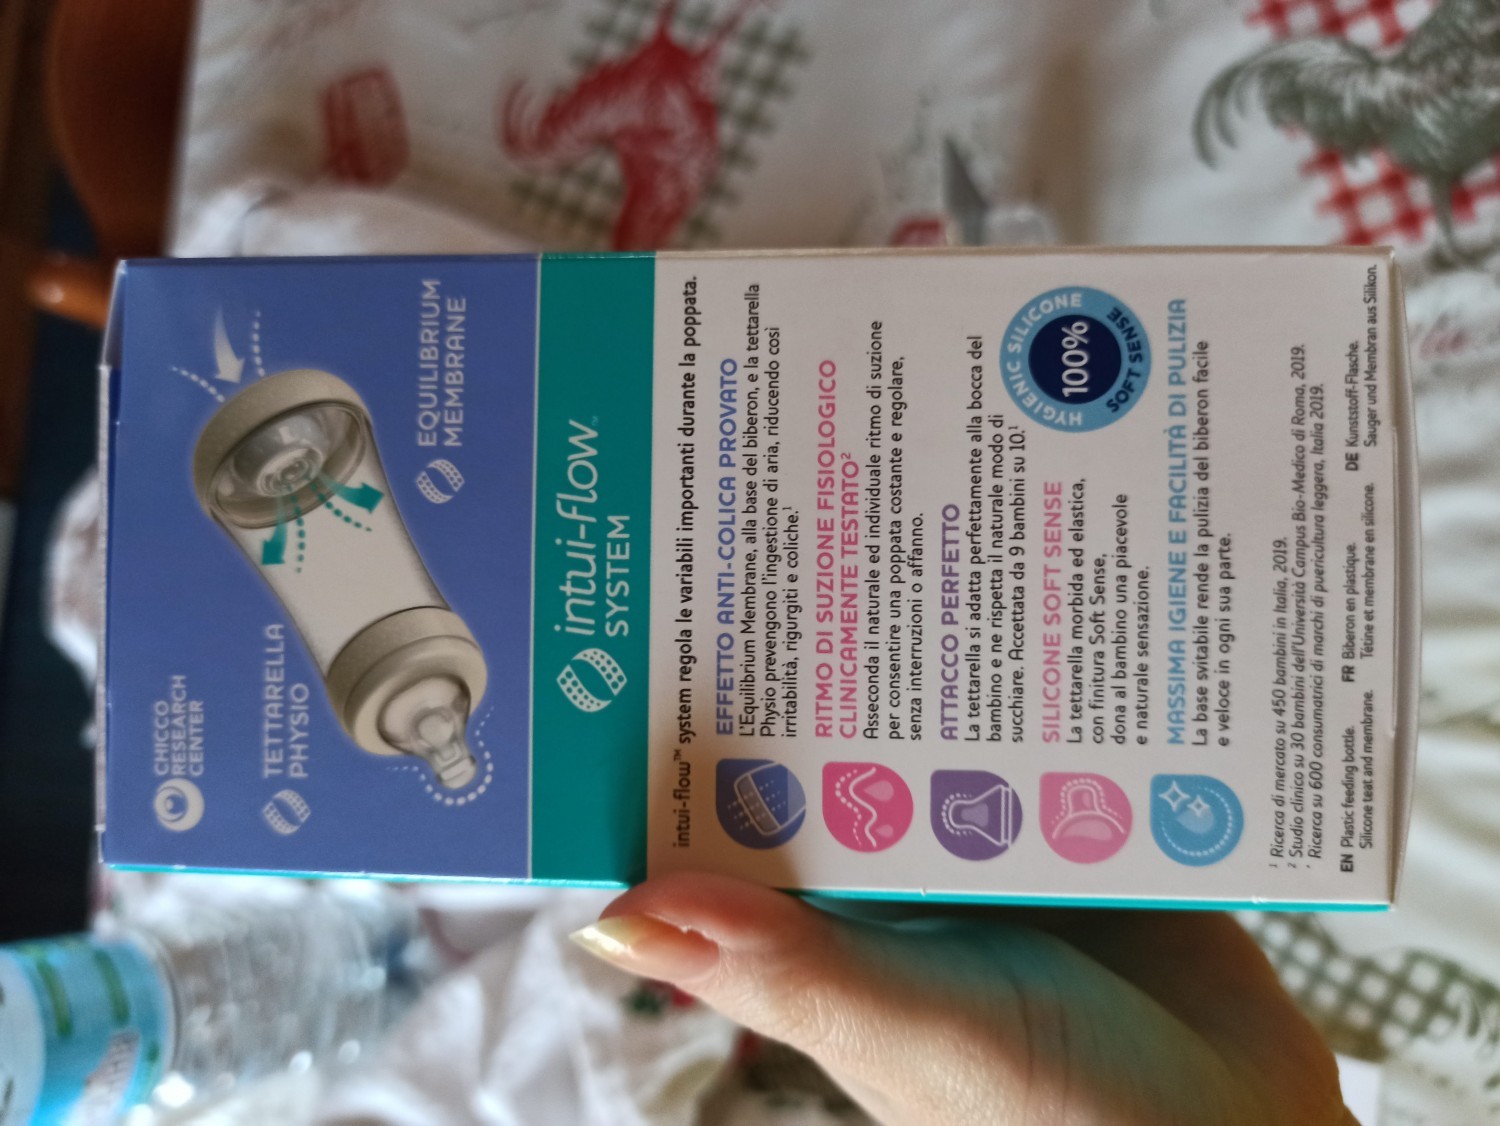 CHICCO
RESEARCH
CENTER
TETTARELLA
PHYSIO
EQUILIBRIUM
MEMBRANE
intui-flow™
SYSTEM
intui-flow™ system regola le variabili importanti durante la poppata.
EFFETTO ANTI-COLICA PROVATO
L'Equilibrium Membrane, alla base del biberon, e la tettarella
Physio prevengono l'ingestione di aria, riducendo così
irritabilità, rigurgiti e coliche.¹
RITMO DI SUZIONE FISIOLOGICO
CLINICAMENTE TESTATO²
Asseconda il naturale ed individuale ritmo di suzione
per consentire una poppata costante e regolare,
senza interruzioni o affanno.
ATTACCO PERFETTO
La tettarella si adatta perfettamente alla bocca del
bambino e ne rispetta il naturale modo di
succhiare. Accettata da 9 bambini su 10.¹
SILICONE SOFT SENSE
La tettarella morbida ed elastica,
con finitura Soft Sense,
dona al bambino una piacevole
e naturale sensazione.
HYGIENIC SILICONE
100%
SOFT SENSE
MASSIMA IGIENE E FACILITÀ DI PULIZIA
La base svitabile rende la pulizia del biberon facile
e veloce in ogni sua parte.
¹ Ricerca di mercato su 450 bambini in Italia, 2019.
² Studio clinico su 30 bambini dell'Università Campus Bio-Medico di Roma, 2019.
* Ricerca su 600 consumatrici di marchi di puericultura leggera, Italia 2019.
EN Plastic feeding bottle.
Silicone teat and membrane.
FR Biberon en plastique.
Tétine et membrane en silicone.
DE Kunststoff-Flasche.
Sauger und Membran aus Silikon.